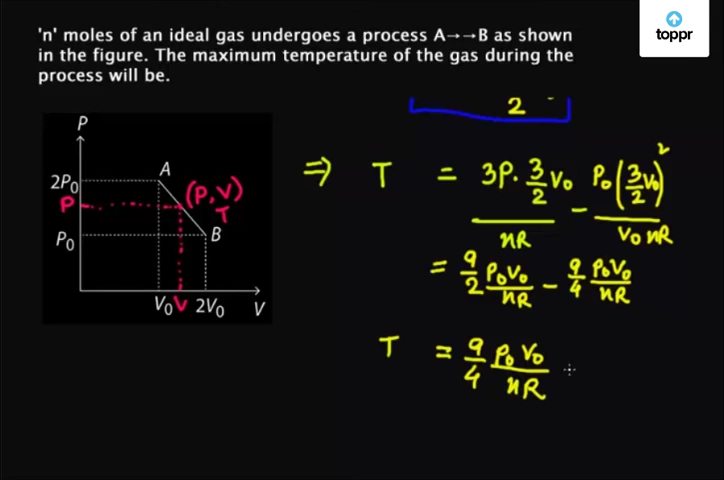 'n' moles of an ideal gas undergoes a process A→→B as shown
in the figure. The maximum temperature of the gas during the
process will be.
toppr
2
P
A
2P₀
P
(P,V)
T
B
P₀
V₀ V 2V₀ V
⇒ T = 3P. 3/2 V₀ / nR − P₀(3/2 V₀)² / V₀ nR
= 9/2 P₀V₀/nR − 9/4 P₀V₀/nR
T = 9/4 P₀V₀/nR